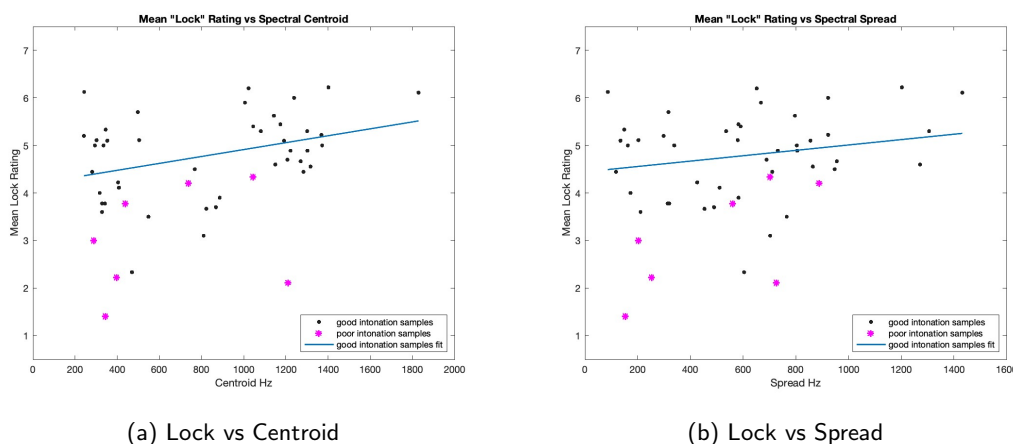 Mean "Lock" Rating vs Spectral Centroid
7
6
5
4
3
2
1
Mean Lock Rating
0 200 400 600 800 1000 1200 1400 1600 1800 2000
Centroid Hz
good intonation samples
poor intonation samples
good intonation samples fit
(a) Lock vs Centroid
Mean "Lock" Rating vs Spectral Spread
7
6
5
4
3
2
1
Mean Lock Rating
0 200 400 600 800 1000 1200 1400 1600
Spread Hz
good intonation samples
poor intonation samples
good intonation samples fit
(b) Lock vs Spread